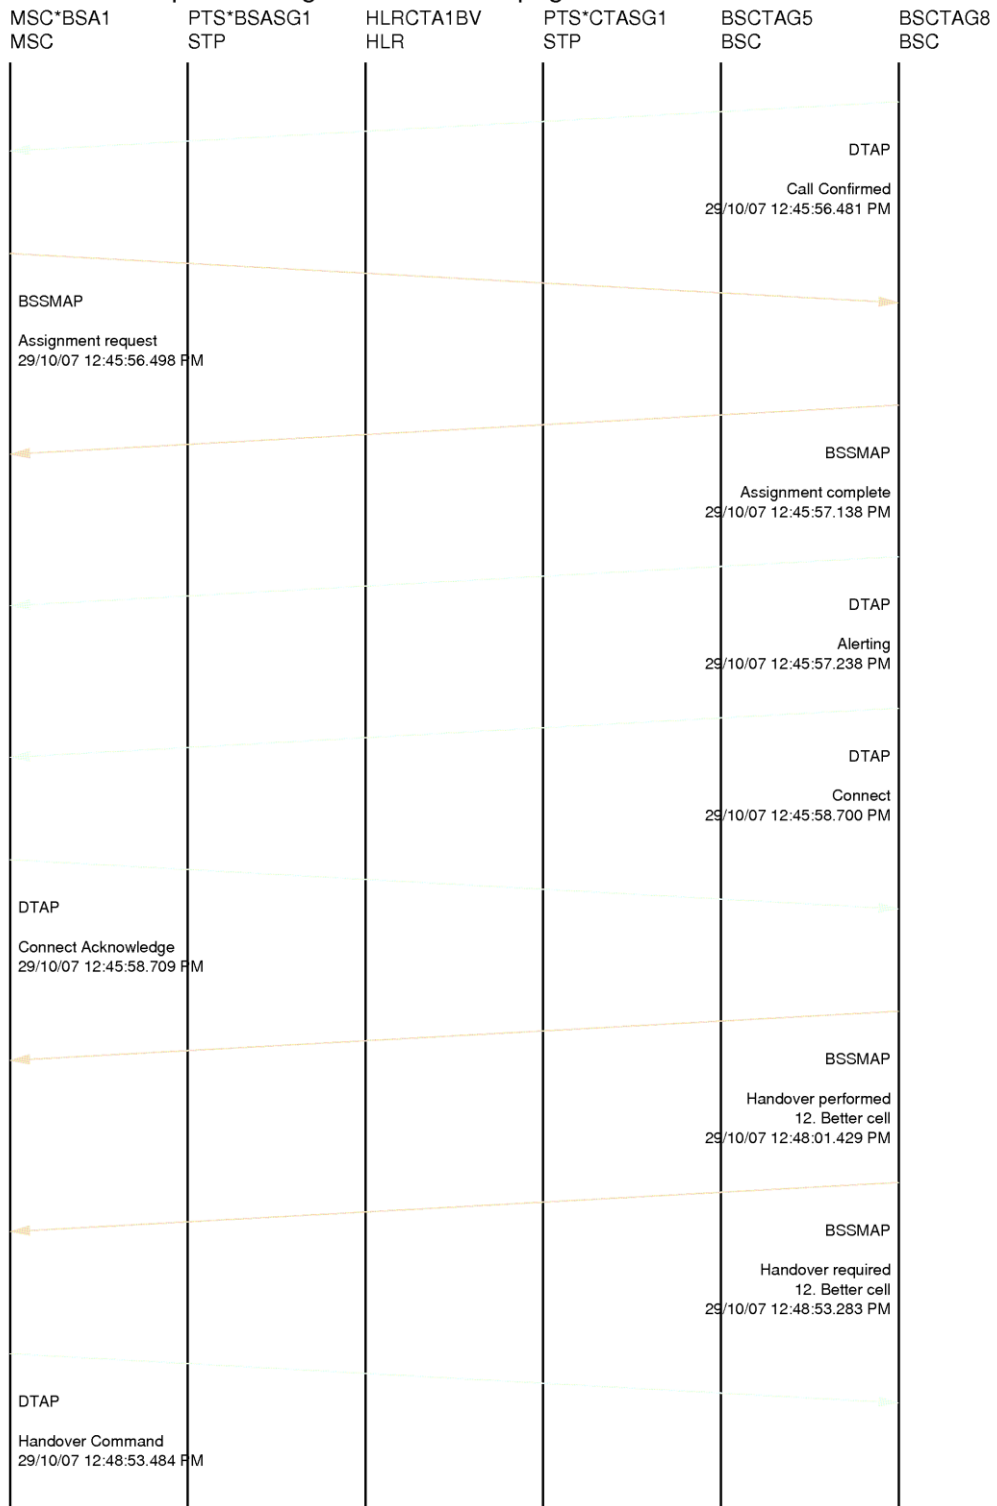 MSC*BSA1 PTS*BSASG1 HLRCTA1BV PTS*CTASG1 BSCTAG5 BSCTAG8
MSC STP HLR STP BSC BSC
DTAP
Call Confirmed
29/10/07 12:45:56.481 PM
BSSMAP
Assignment request
29/10/07 12:45:56.498 PM
BSSMAP
Assignment complete
29/10/07 12:45:57.138 PM
DTAP
Alerting
29/10/07 12:45:57.238 PM
DTAP
Connect
29/10/07 12:45:58.700 PM
DTAP
Connect Acknowledge
29/10/07 12:45:58.709 PM
BSSMAP
Handover performed
12. Better cell
29/10/07 12:48:01.429 PM
BSSMAP
Handover required
12. Better cell
29/10/07 12:48:53.283 PM
DTAP
Handover Command
29/10/07 12:48:53.484 PM